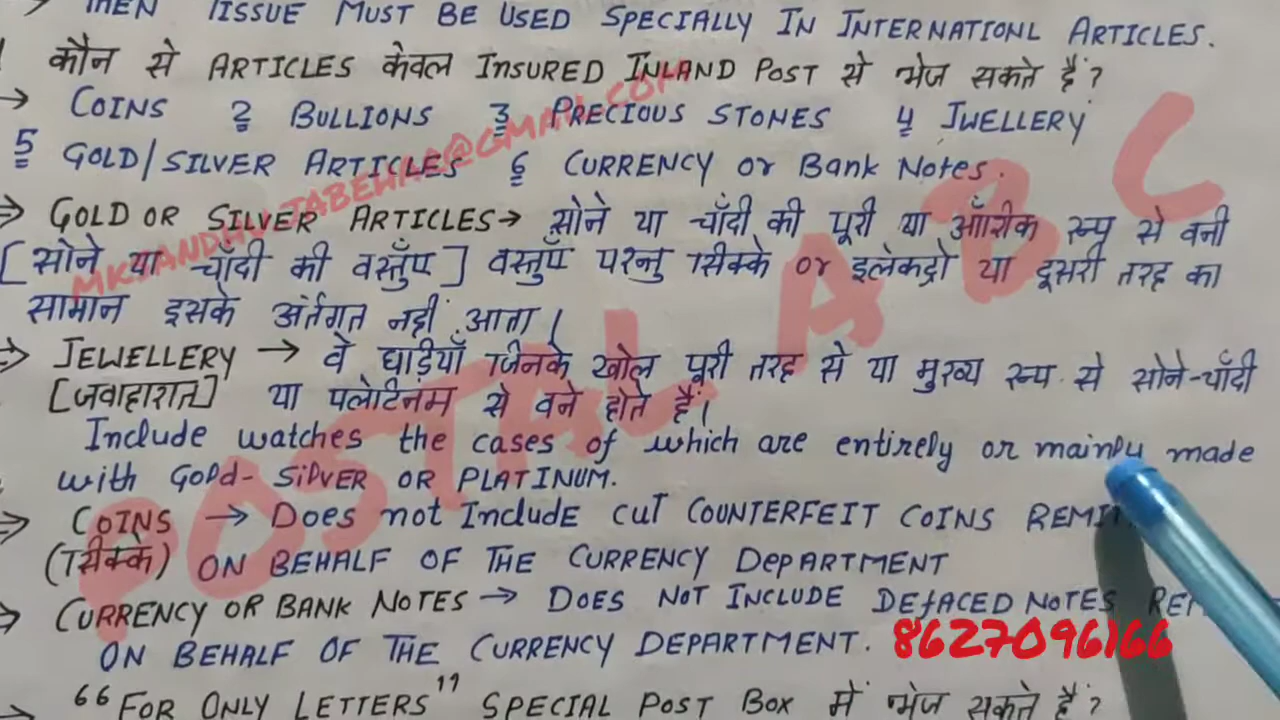 THEN TISSUE MUST BE USED SPECIALLY IN INTERNATIONL ARTICLES.
कौन से ARTICLES केवल INSURED INLAND POST से भेज सकते हैं?
→ COINS 2 BULLIONS 3 PRECIOUS STONES 4 JWELLERY
5 GOLD/SILVER ARTICLES 6 CURRENCY or Bank Notes.
⇒ GOLD OR SILVER ARTICLES→ सोने या चाँदी की पूरी या आँशिक रूप से बनी
[सोने या चाँदी की वस्तुएँ] वस्तुएँ परन्तु सिक्के or इलेक्ट्रो या दूसरी तरह का
सामान इसके अंर्तगत नहीं आता।
⇒ JEWELLERY → वे घड़ियाँ जिनके खोल पूरी तरह से या मुख्य रूप से सोने-चाँदी
[जवाहारात] या प्लेटिनम से बने होते हैं।
Include watches the cases of which are entirely or mainly made
with Gold-SilVER OR PLATINUM.
⇒ COINS → Does not Include cut COUNTERFEIT COINS
(सिक्के) ON BEHALF OF THE CURRENCY DepARTMENT
⇒ CURRENCY OR BANK NOTES → DOES NOT INCLUDE DEfACED NOTES
ON BEHALF OF THE CURRENCY DEPARTMENT. 8627096166
→ "FOR ONLY LETTERS" SPECIAL POST BOX में भेज सकते हैं?
POSTAL ABC